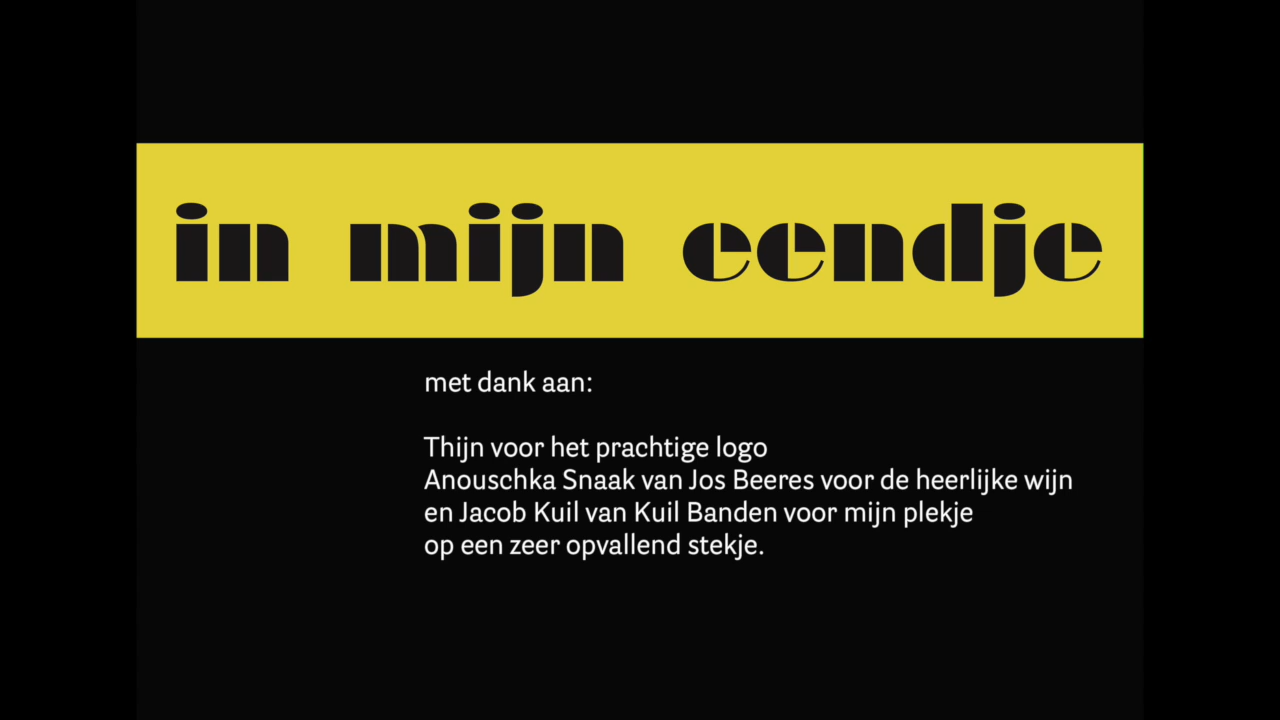 in mijn eendje
met dank aan:
Thijn voor het prachtige logo
Anouschka Snaak van Jos Beeres voor de heerlijke wijn
en Jacob Kuil van Kuil Banden voor mijn plekje
op een zeer opvallend stekje.